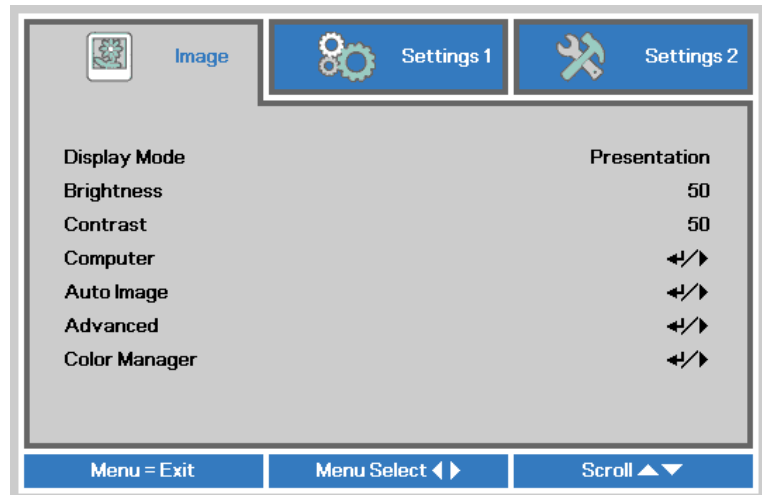 Image Settings 1 Settings 2
Display Mode Presentation
Brightness 50
Contrast 50
Computer ↵/▶
Auto Image ↵/▶
Advanced ↵/▶
Color Manager ↵/▶
Menu = Exit Menu Select ◀▶ Scroll ▲▼